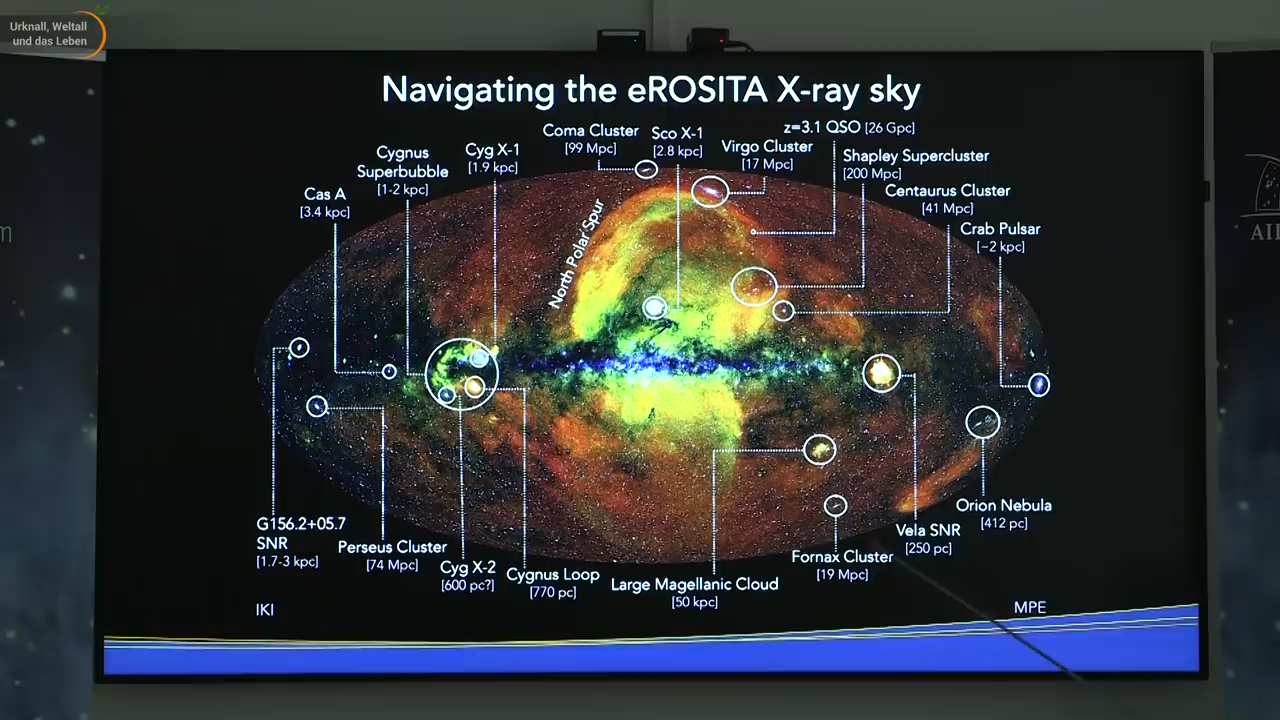 Urknall, Weltall
und das Leben
Navigating the eROSITA X-ray sky
z=3.1 QSO [26 Gpc]
Coma Cluster
[99 Mpc]
Sco X-1
[2.8 kpc]
Virgo Cluster
[17 Mpc]
Cyg X-1
[1.9 kpc]
Cygnus
Superbubble
[1-2 kpc]
Shapley Supercluster
[200 Mpc]
Cas A
[3.4 kpc]
Centaurus Cluster
[41 Mpc]
Crab Pulsar
[~2 kpc]
North Polar Spur
m
AI
G156.2+05.7
SNR
[1.7-3 kpc]
Perseus Cluster
[74 Mpc]
Cyg X-2
[600 pc?]
Cygnus Loop
[770 pc]
Large Magellanic Cloud
[50 kpc]
Fornax Cluster
[19 Mpc]
Vela SNR
[250 pc]
Orion Nebula
[412 pc]
IKI
MPE